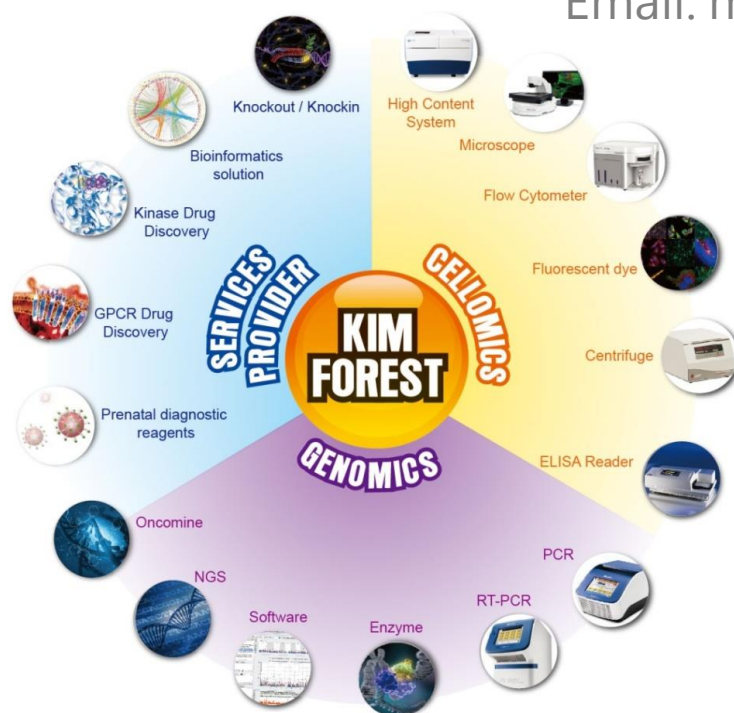 Email:
Knockout / Knockin
High Content
System
Bioinformatics
solution
Microscope
Kinase Drug
Discovery
Flow Cytometer
GPCR Drug
Discovery
Fluorescent dye
SERVICES
PROVIDER
CELLOMICS
KIM
FOREST
Centrifuge
Prenatal diagnostic
reagents
GENOMICS
ELISA Reader
Oncomine
PCR
NGS
RT-PCR
Software
Enzyme